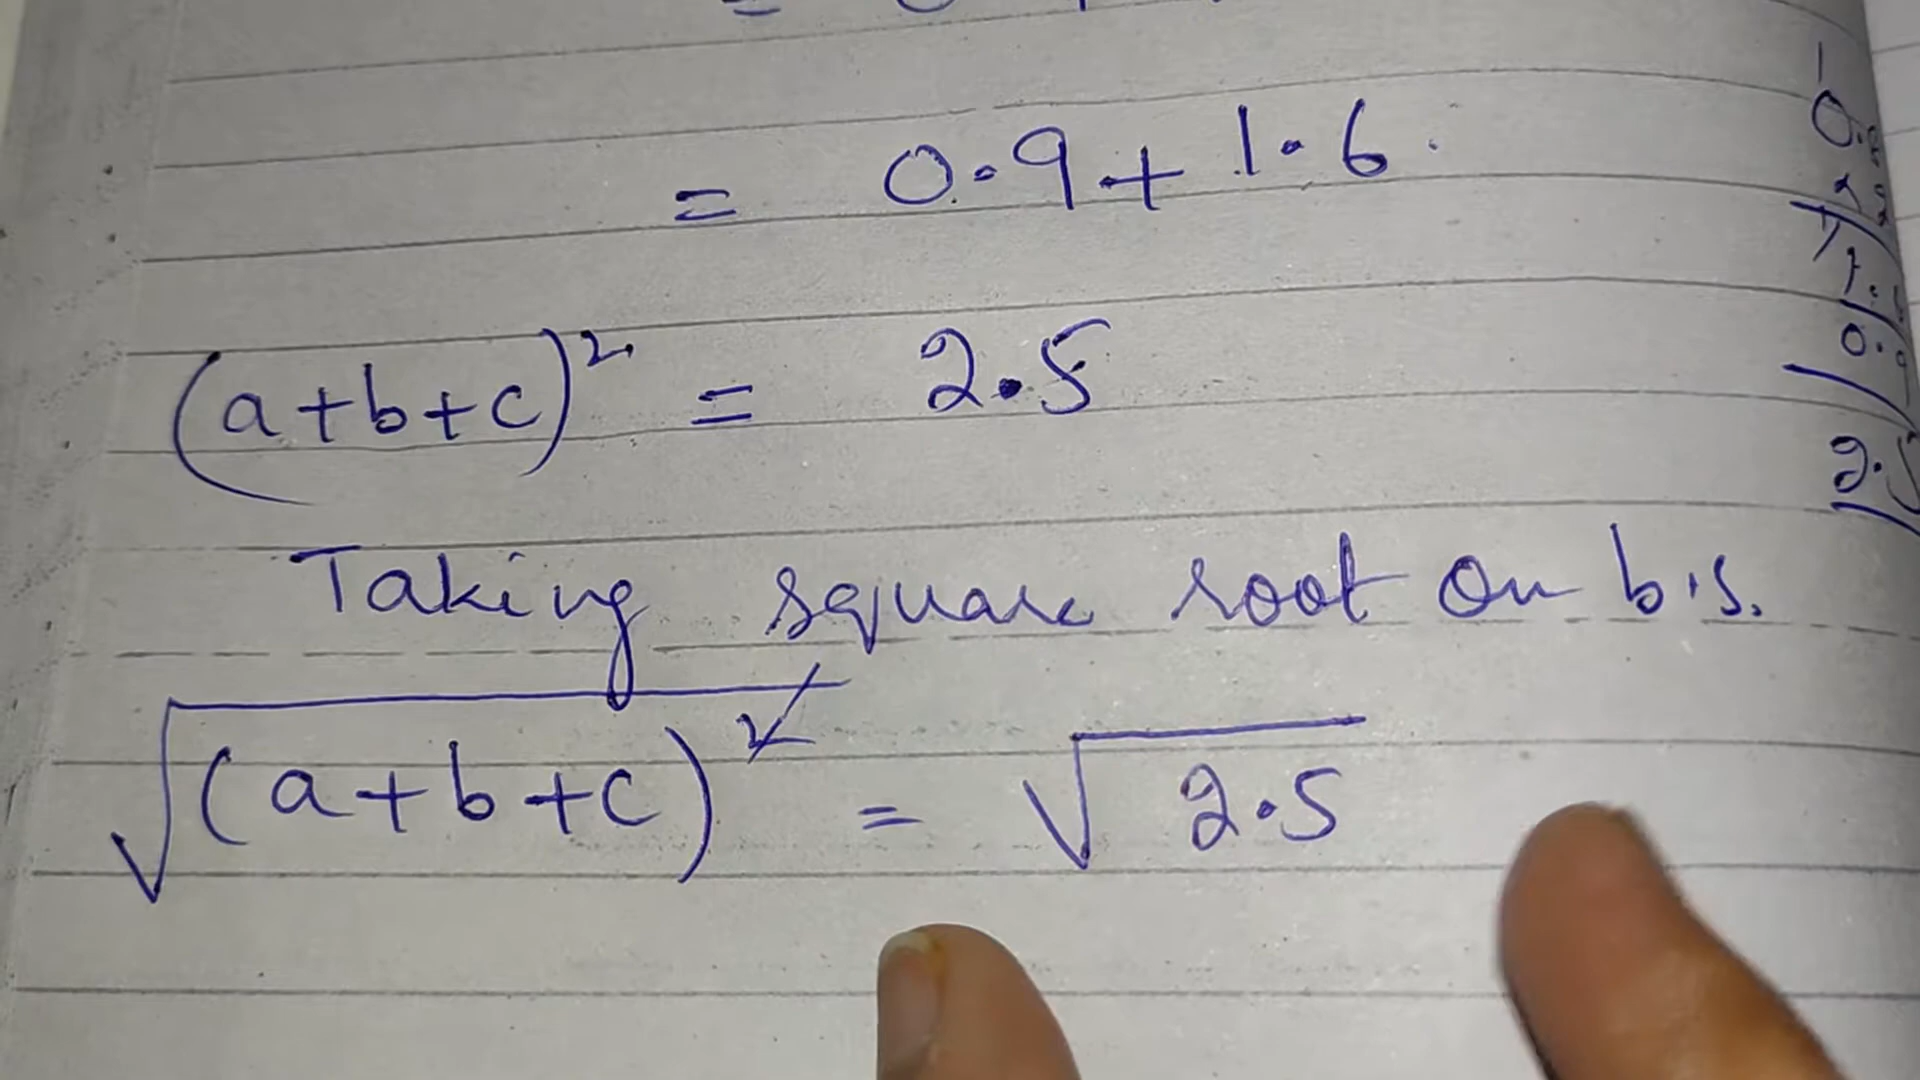 = 0.9 + 1.6
(a+b+c)² = 2.5
Taking square root on b.s.
√(a+b+c)² = √2.5